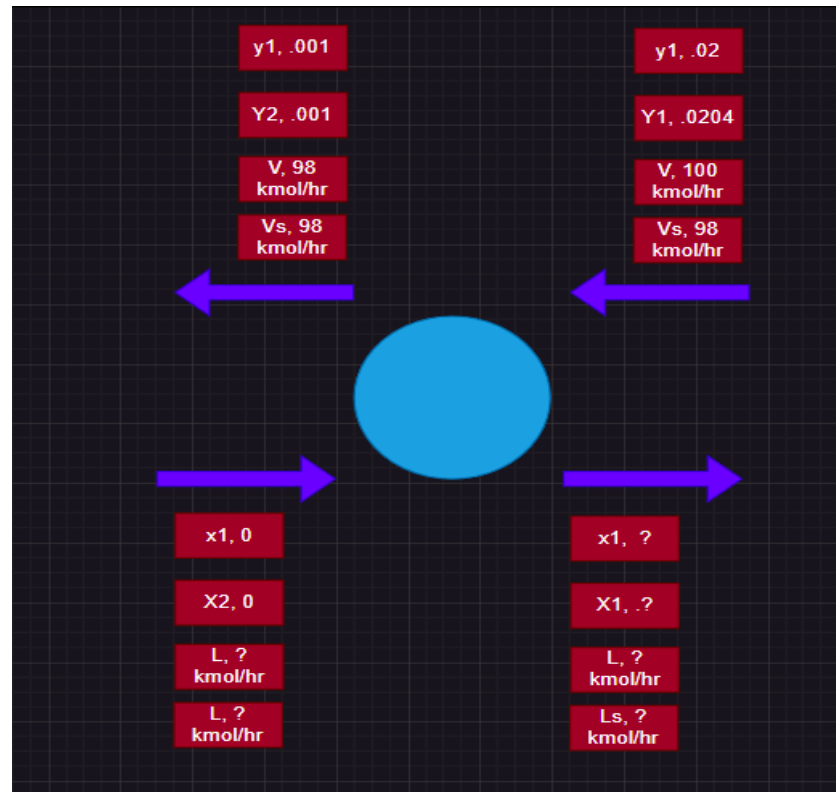 y1, .001
Y2, .001
V, 98
kmol/hr
Vs, 98
kmol/hr
y1, .02
Y1, .0204
V, 100
kmol/hr
Vs, 98
kmol/hr
x1, 0
X2, 0
L, ?
kmol/hr
L, ?
kmol/hr
x1, ?
X1, .?
L, ?
kmol/hr
Ls, ?
kmol/hr